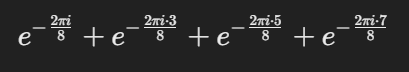 $e^{-\frac{2\pi i}{8}} + e^{-\frac{2\pi i \cdot 3}{8}} + e^{-\frac{2\pi i \cdot 5}{8}} + e^{-\frac{2\pi i \cdot 7}{8}}$